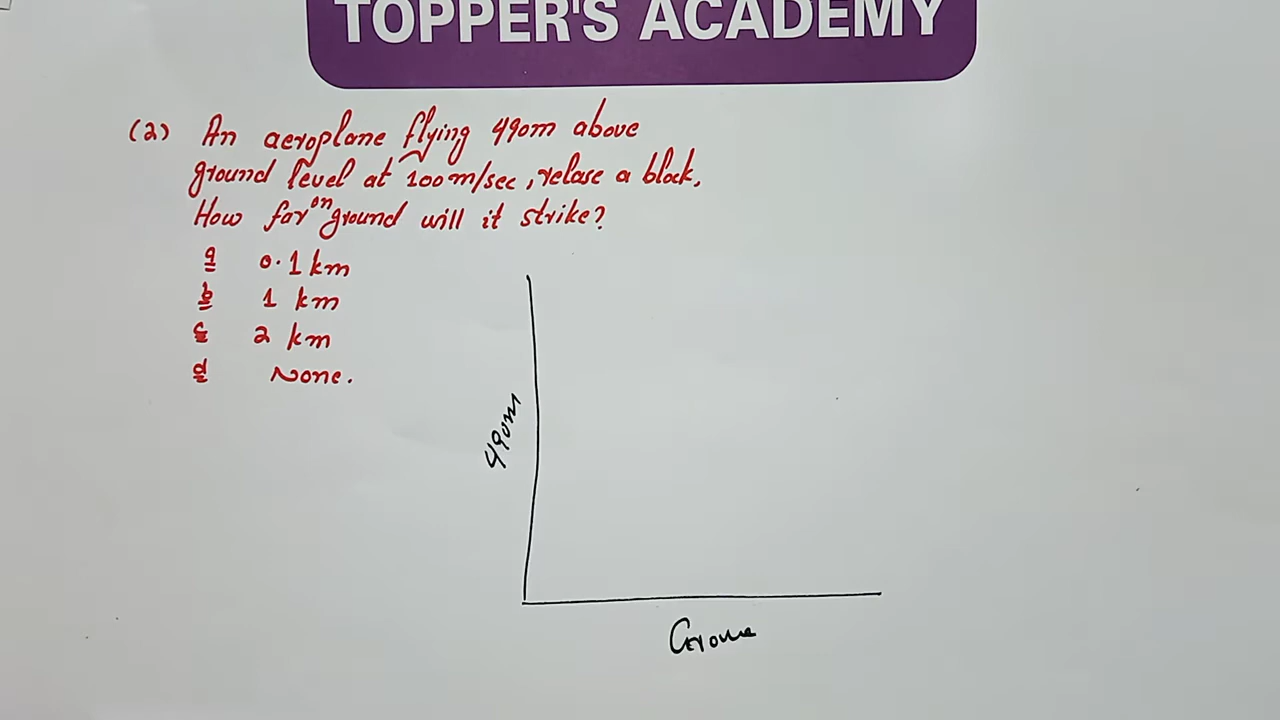 TOPPER'S ACADEMY
(2) An aeroplane flying 490m above
ground level at 100m/sec, relase a block.
How far on ground will it strike?
a 0.1 km
b 1 km
c 2 km
d None.
490m